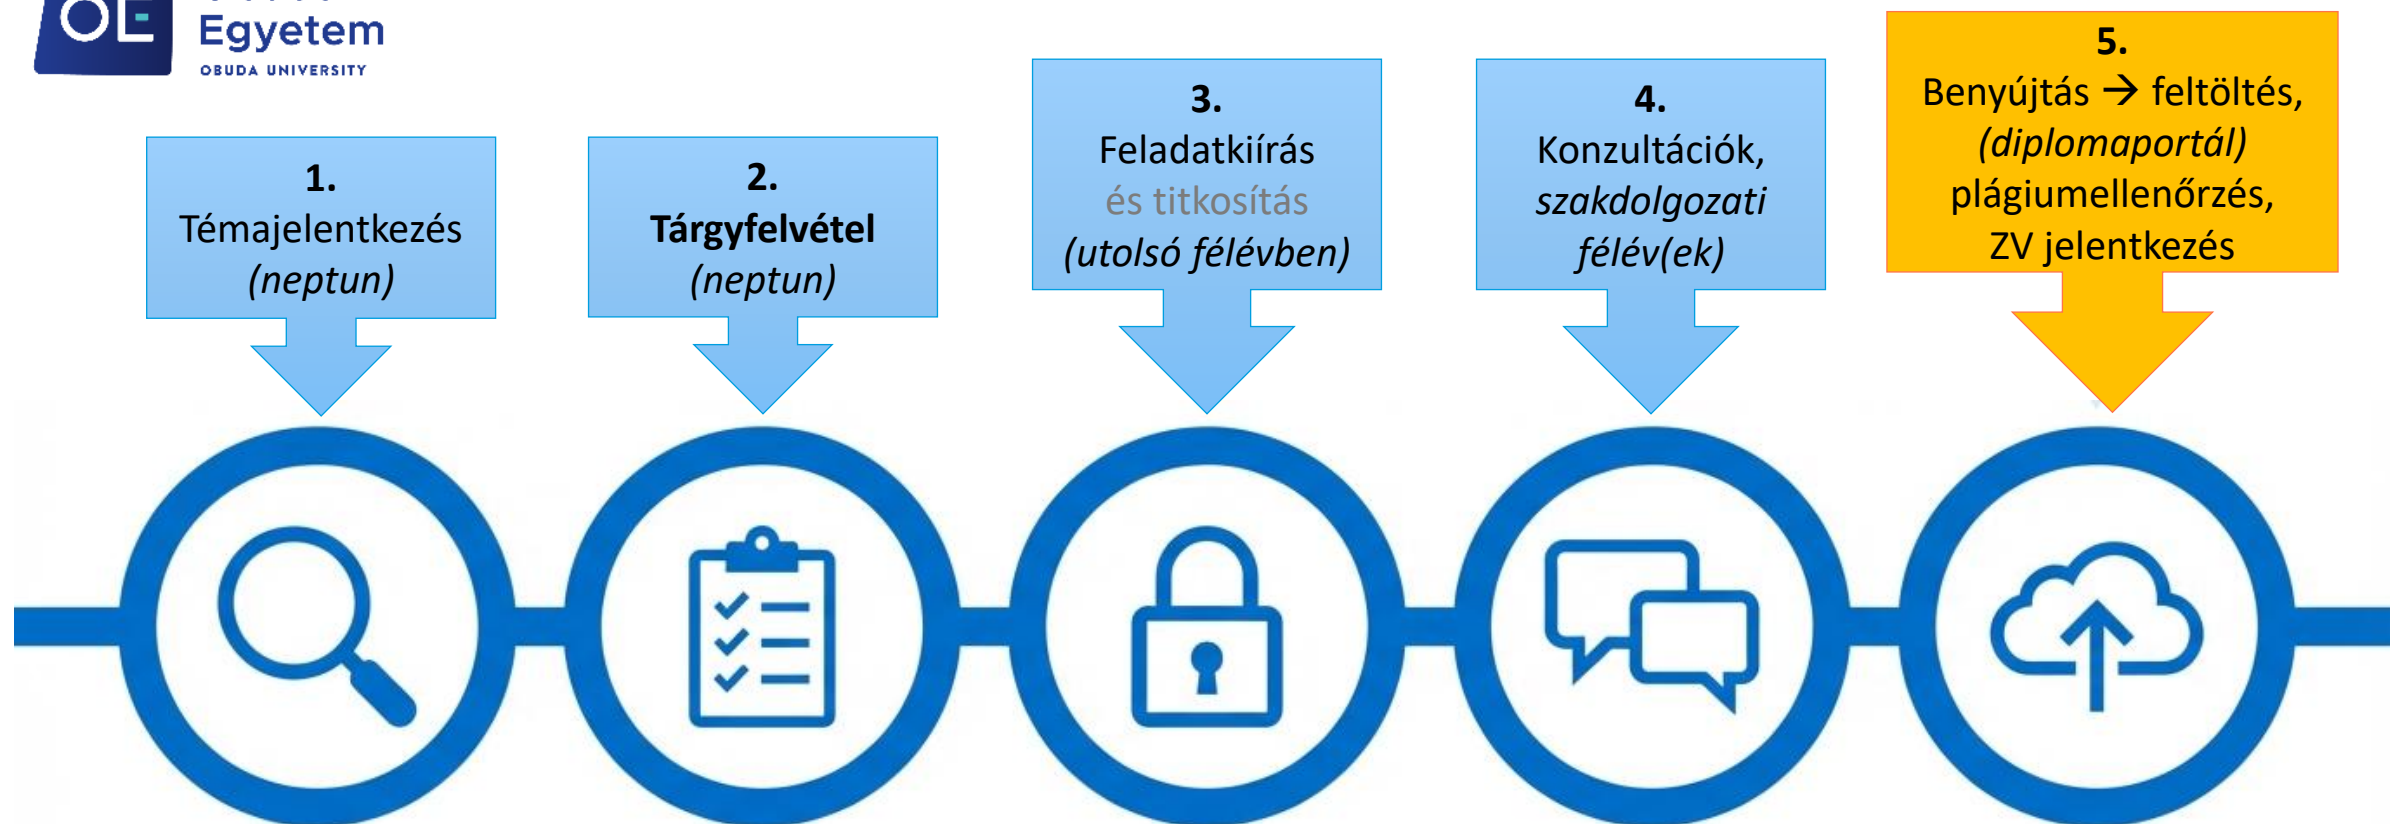 OE
Egyetem
OBUDA UNIVERSITY
1.
Témajelentkezés
(neptun)
2.
Tárgyfelvétel
(neptun)
3.
Feladatkiírás
és titkosítás
(utolsó félévben)
4.
Konzultációk,
szakdolgozati
félév(ek)
5.
Benyújtás → feltöltés,
(diplomaportál)
plágiumellenőrzés,
ZV jelentkezés